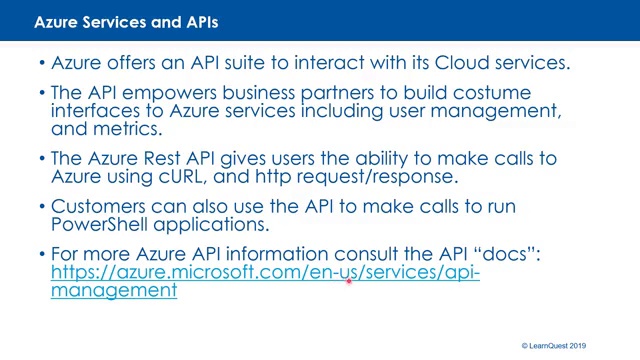 Azure Services and APIs
• Azure offers an API suite to interact with its Cloud services.
• The API empowers business partners to build costume
interfaces to Azure services including user management,
and metrics.
• The Azure Rest API gives users the ability to make calls to
Azure using cURL, and http request/response.
• Customers can also use the API to make calls to run
PowerShell applications.
• For more Azure API information consult the API “docs”:
https://azure.microsoft.com/en-us/services/api-
management
© LearnQuest 2019